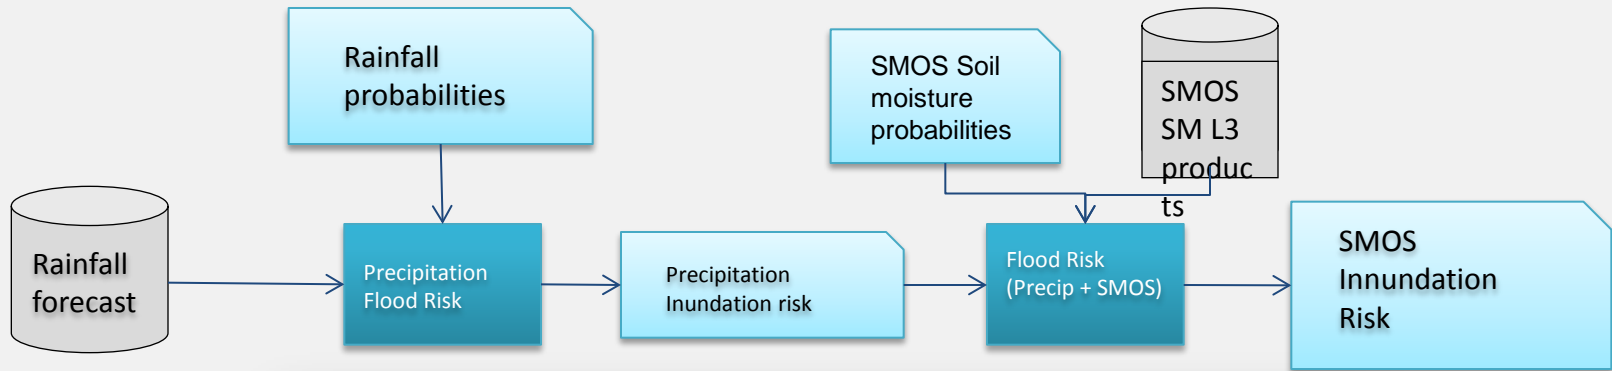 Rainfall
probabilities
SMOS Soil
moisture
probabilities
SMOS
SM L3
produc
ts
Rainfall
forecast
Precipitation
Flood Risk
Precipitation
Inundation risk
Flood Risk
(Precip + SMOS)
SMOS
Innundation
Risk